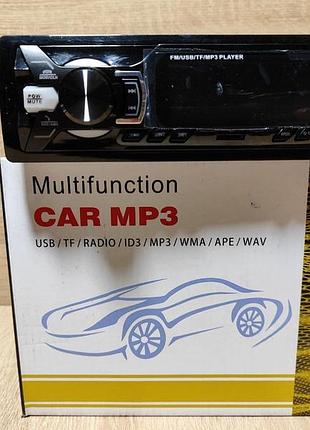 FM/USB/TF/MP3 PLAYER
POW
MUTE
Multifunction
CAR MP3
USB / TF / RADIO / ID3 / MP3 / WMA / APE / WAV